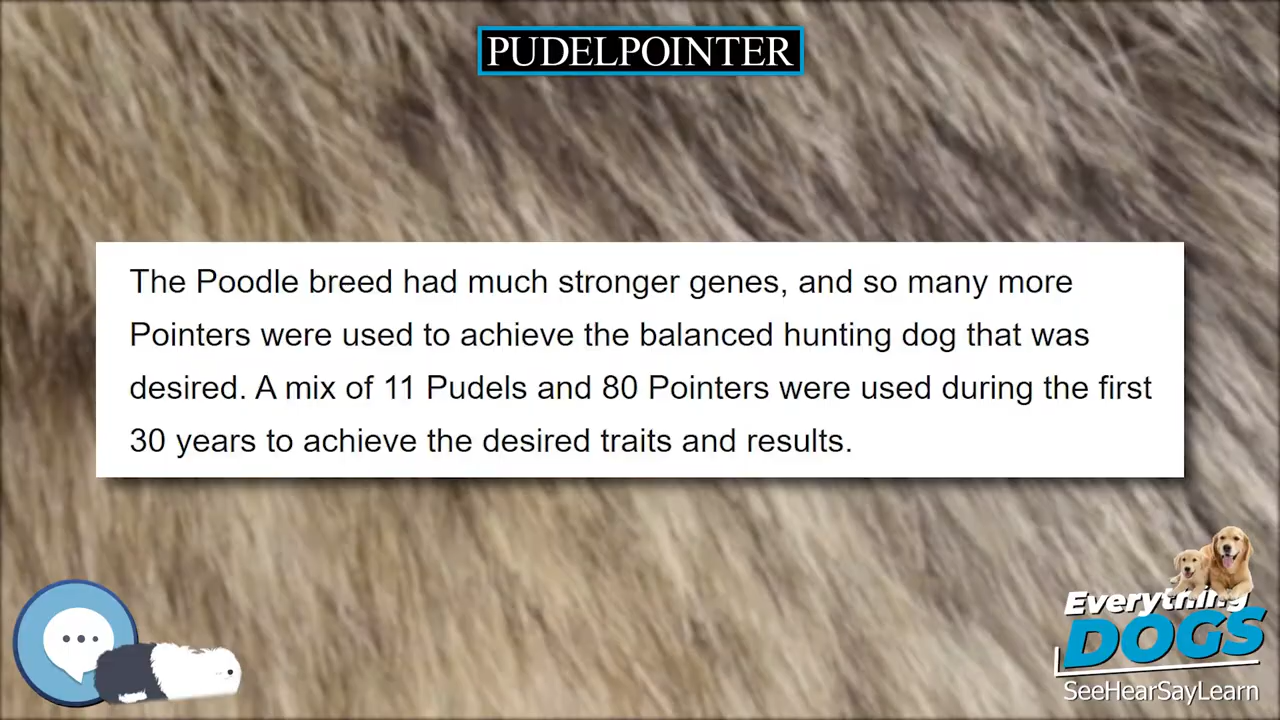 PUDELPOINTER
The Poodle breed had much stronger genes, and so many more
Pointers were used to achieve the balanced hunting dog that was
desired. A mix of 11 Pudels and 80 Pointers were used during the first
30 years to achieve the desired traits and results.
Everything
DOGS
SeeHearSayLearn